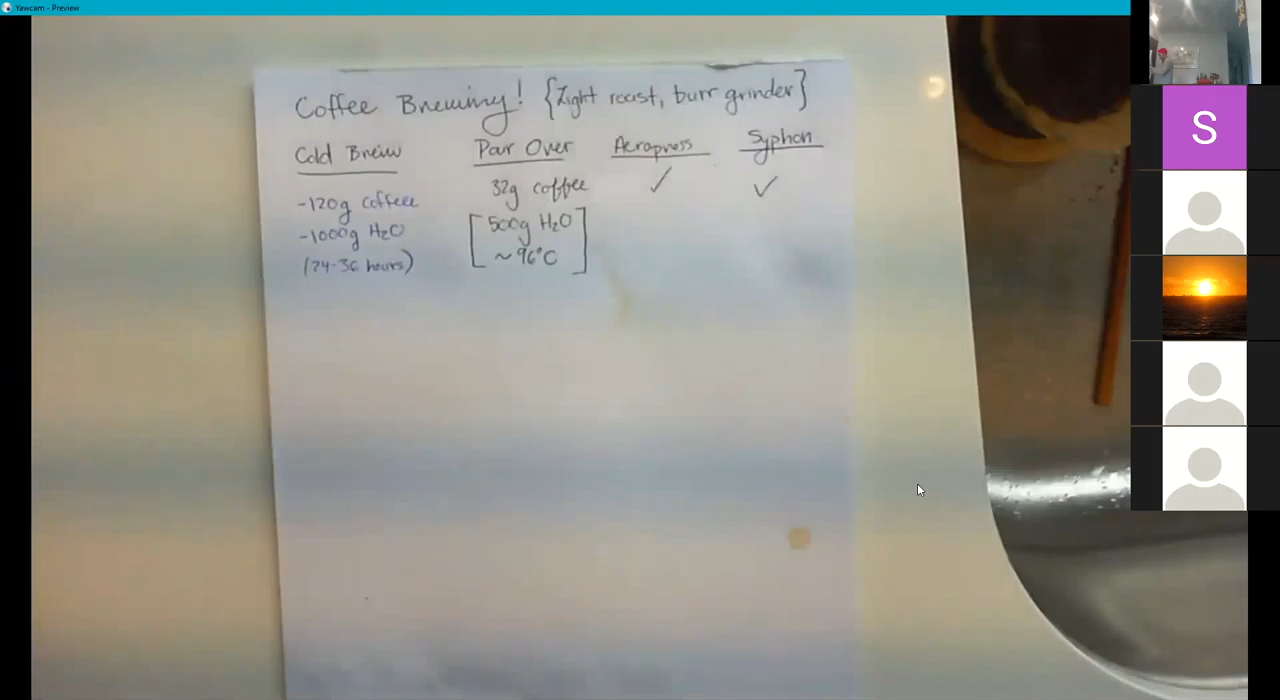 Yawcam - Preview
Coffee Brewing! {Light roast, burr grinder}
Cold Brew
-120g coffee
-1000g H₂O
(24-36 hours)
Pour Over
32g coffee
[500g H₂O
~96°C]
Aeropress
✓
Syphon
✓
S